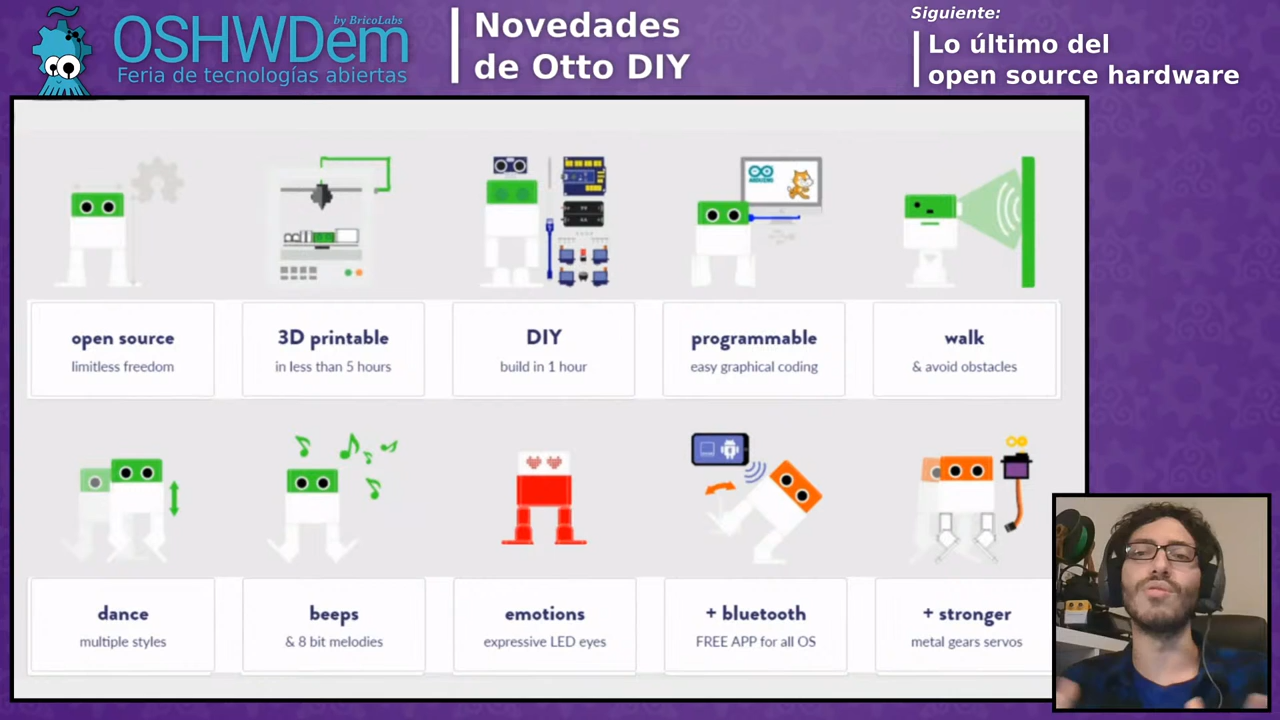 OSHWDem
by BricoLabs
Feria de tecnologías abiertas
Novedades
de Otto DIY
Siguiente:
Lo último del
open source hardware
open source
limitless freedom
3D printable
in less than 5 hours
DIY
build in 1 hour
programmable
easy graphical coding
walk
& avoid obstacles
dance
multiple styles
beeps
& 8 bit melodies
emotions
expressive LED eyes
+ bluetooth
FREE APP for all OS
+ stronger
metal gears servos